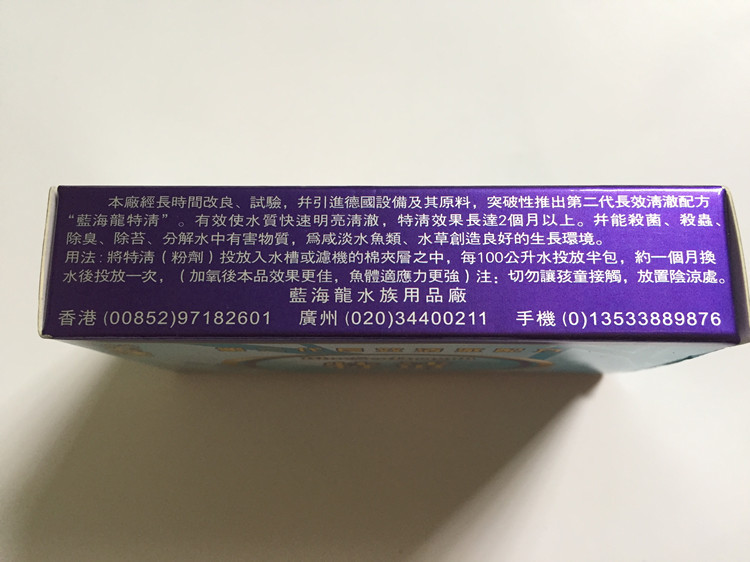 本廠經長時間改良、試驗，幷引進德國設備及其原料，突破性推出第二代長效淸澈配方
“藍海龍特淸”。有效使水質快速明亮淸澈，特淸效果長達2個月以上。幷能殺菌、殺蟲、
除臭、除苔、分解水中有害物質，爲咸淡水魚類、水草創造良好的生長環境。
用法：將特淸（粉劑）投放入水槽或濾機的棉夾層之中，每100公升水投放半包，約一個月換
水後投放一次，（加氧後本品效果更佳，魚體適應力更強）注：切勿讓孩童接觸，放置陰涼處。
藍海龍水族用品廠
香港 (00852)97182601 廣州 (020)34400211 手機 (0)13533889876